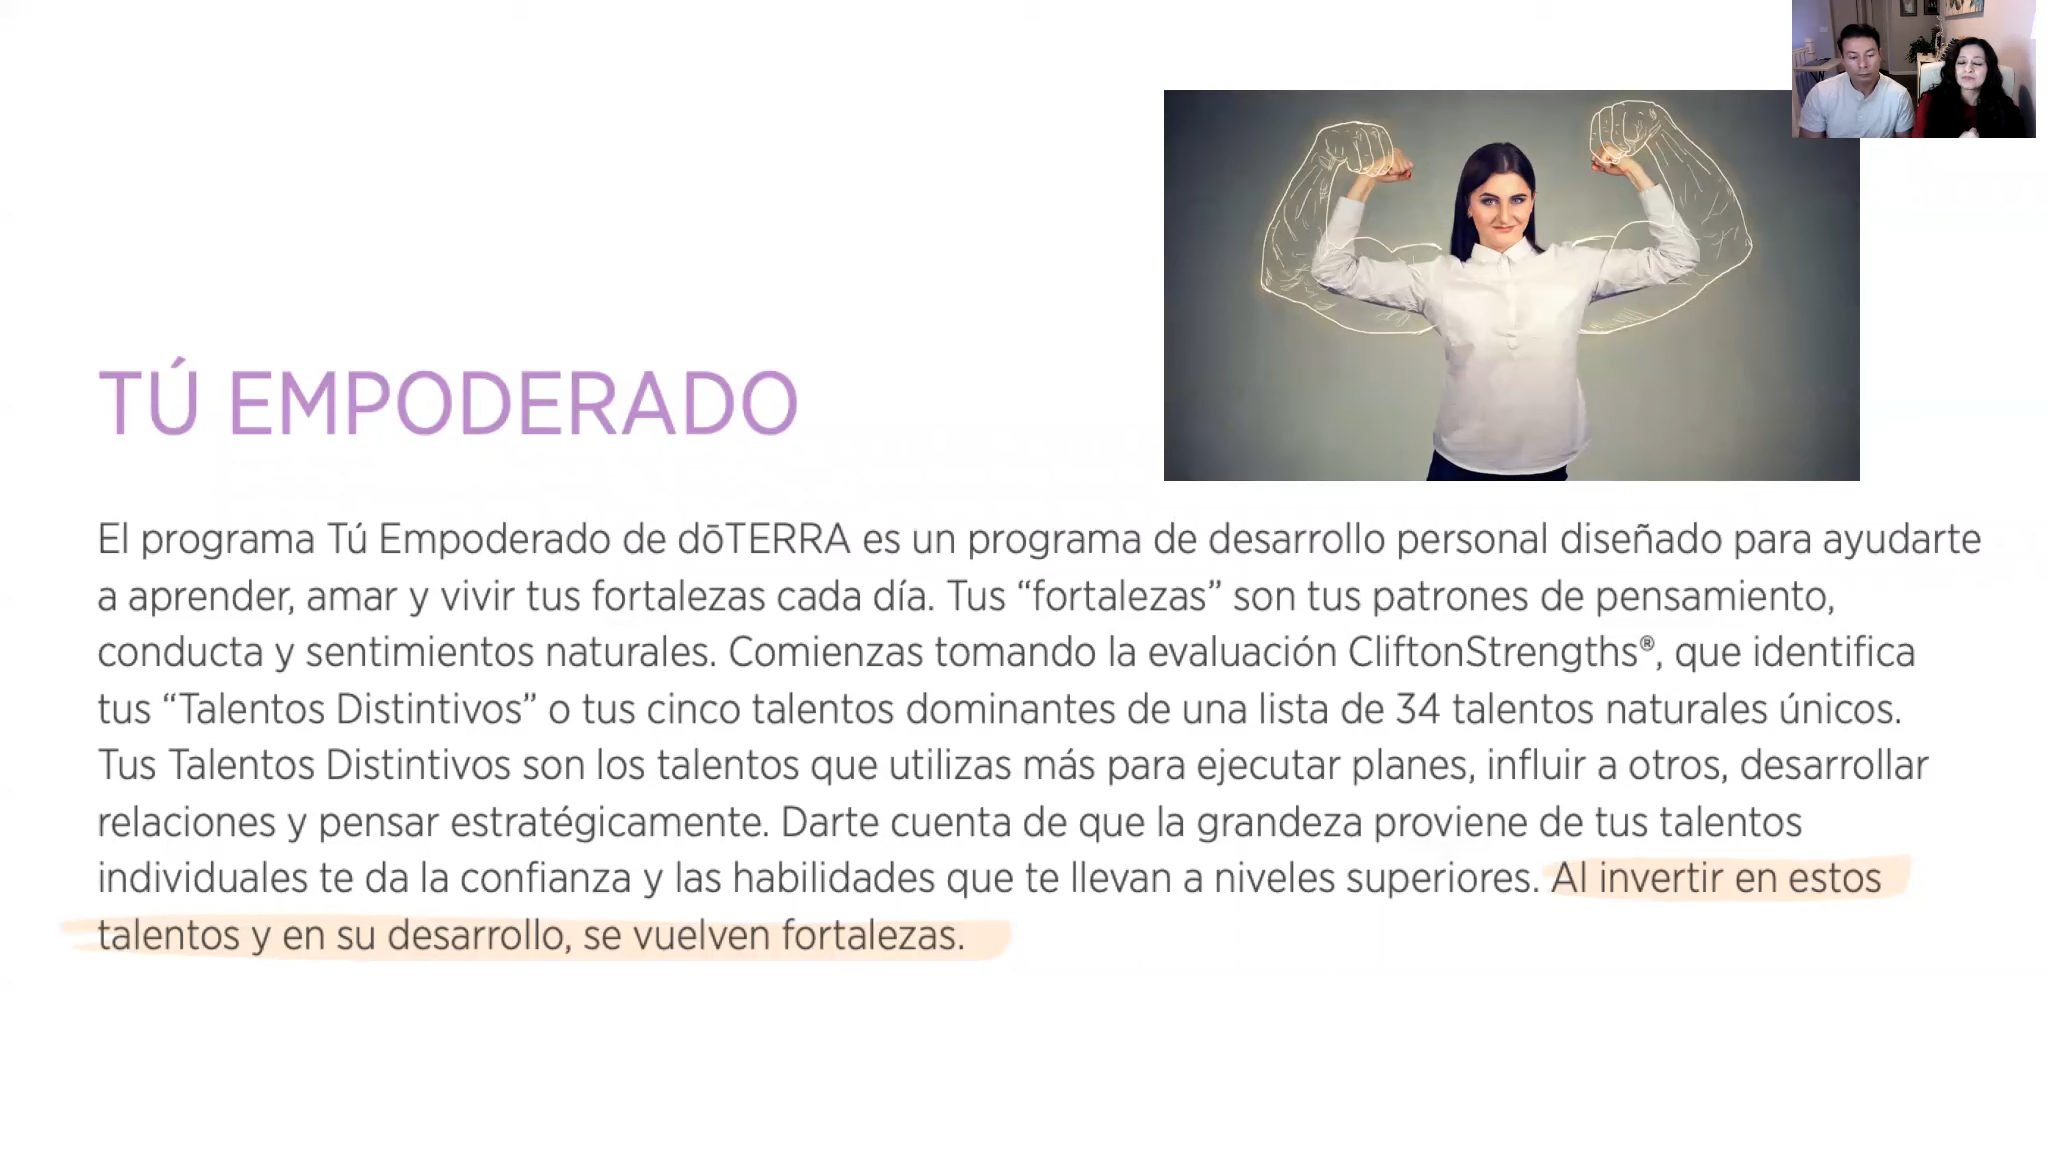 TÚ EMPODERADO
El programa Tú Empoderado de dōTERRA es un programa de desarrollo personal diseñado para ayudarte
a aprender, amar y vivir tus fortalezas cada día. Tus “fortalezas” son tus patrones de pensamiento,
conducta y sentimientos naturales. Comienzas tomando la evaluación CliftonStrengths®, que identifica
tus “Talentos Distintivos” o tus cinco talentos dominantes de una lista de 34 talentos naturales únicos.
Tus Talentos Distintivos son los talentos que utilizas más para ejecutar planes, influir a otros, desarrollar
relaciones y pensar estratégicamente. Darte cuenta de que la grandeza proviene de tus talentos
individuales te da la confianza y las habilidades que te llevan a niveles superiores. Al invertir en estos
talentos y en su desarrollo, se vuelven fortalezas.